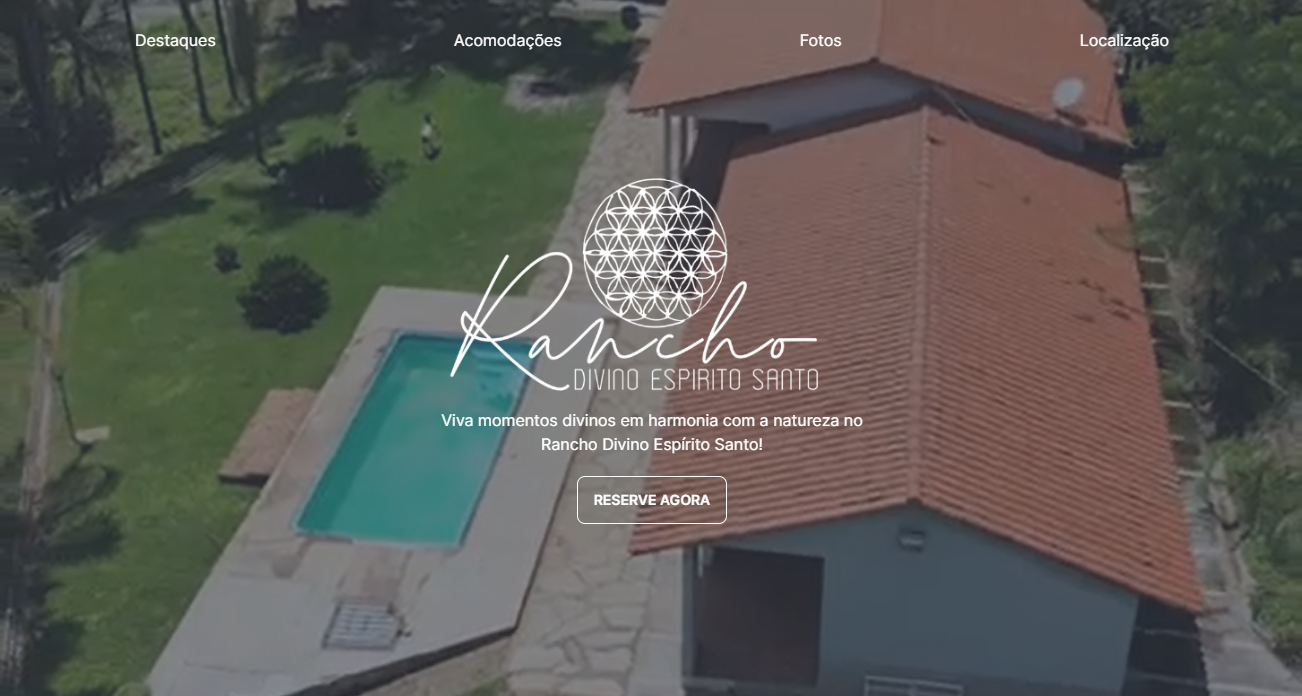 Destaques Acomodações Fotos Localização
Rancho
DIVINO ESPIRITO SANTO
Viva momentos divinos em harmonia com a natureza no
Rancho Divino Espírito Santo!
RESERVE AGORA